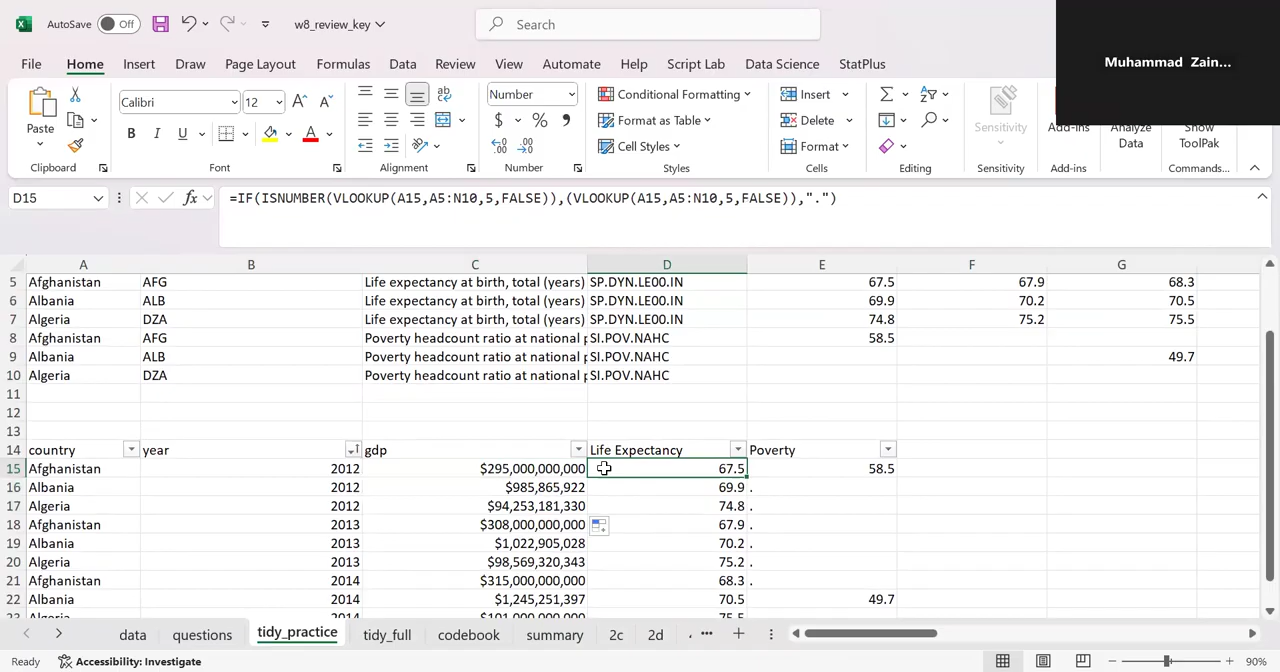 AutoSave Off w8_review_key Search
Muhammad Zain...
File Home Insert Draw Page Layout Formulas Data Review View Automate Help Script Lab Data Science StatPlus
Paste Calibri 12 A A ab Number Conditional Formatting Insert Σ Sensitivity Add-ins Analyze Data Show ToolPak
B I U A $ % , Format as Table Delete
Cell Styles Format
Clipboard Font Alignment Number Styles Cells Editing Sensitivity Add-ins Commands...
D15 fx =IF(ISNUMBER(VLOOKUP(A15,A5:N10,5,FALSE)),(VLOOKUP(A15,A5:N10,5,FALSE)),".")
A B C D E F G
5 Afghanistan AFG Life expectancy at birth, total (years) SP.DYN.LE00.IN 67.5 67.9 68.3
6 Albania ALB Life expectancy at birth, total (years) SP.DYN.LE00.IN 69.9 70.2 70.5
7 Algeria DZA Life expectancy at birth, total (years) SP.DYN.LE00.IN 74.8 75.2 75.5
8 Afghanistan AFG Poverty headcount ratio at national p SI.POV.NAHC 58.5
9 Albania ALB Poverty headcount ratio at national p SI.POV.NAHC 49.7
10 Algeria DZA Poverty headcount ratio at national p SI.POV.NAHC
11
12
13
14 country year gdp Life Expectancy Poverty
15 Afghanistan 2012 $295,000,000,000 67.5 58.5
16 Albania 2012 $985,865,922 69.9 .
17 Algeria 2012 $94,253,181,330 74.8 .
18 Afghanistan 2013 $308,000,000,000 67.9 .
19 Albania 2013 $1,022,905,028 70.2 .
20 Algeria 2013 $98,569,320,343 75.2 .
21 Afghanistan 2014 $315,000,000,000 68.3 .
22 Albania 2014 $1,245,251,397 70.5 49.7
23 Algeria 2014 $101,000,000,000 75.5 .
data questions tidy_practice tidy_full codebook summary 2c 2d ... +
Ready Accessibility: Investigate 90%